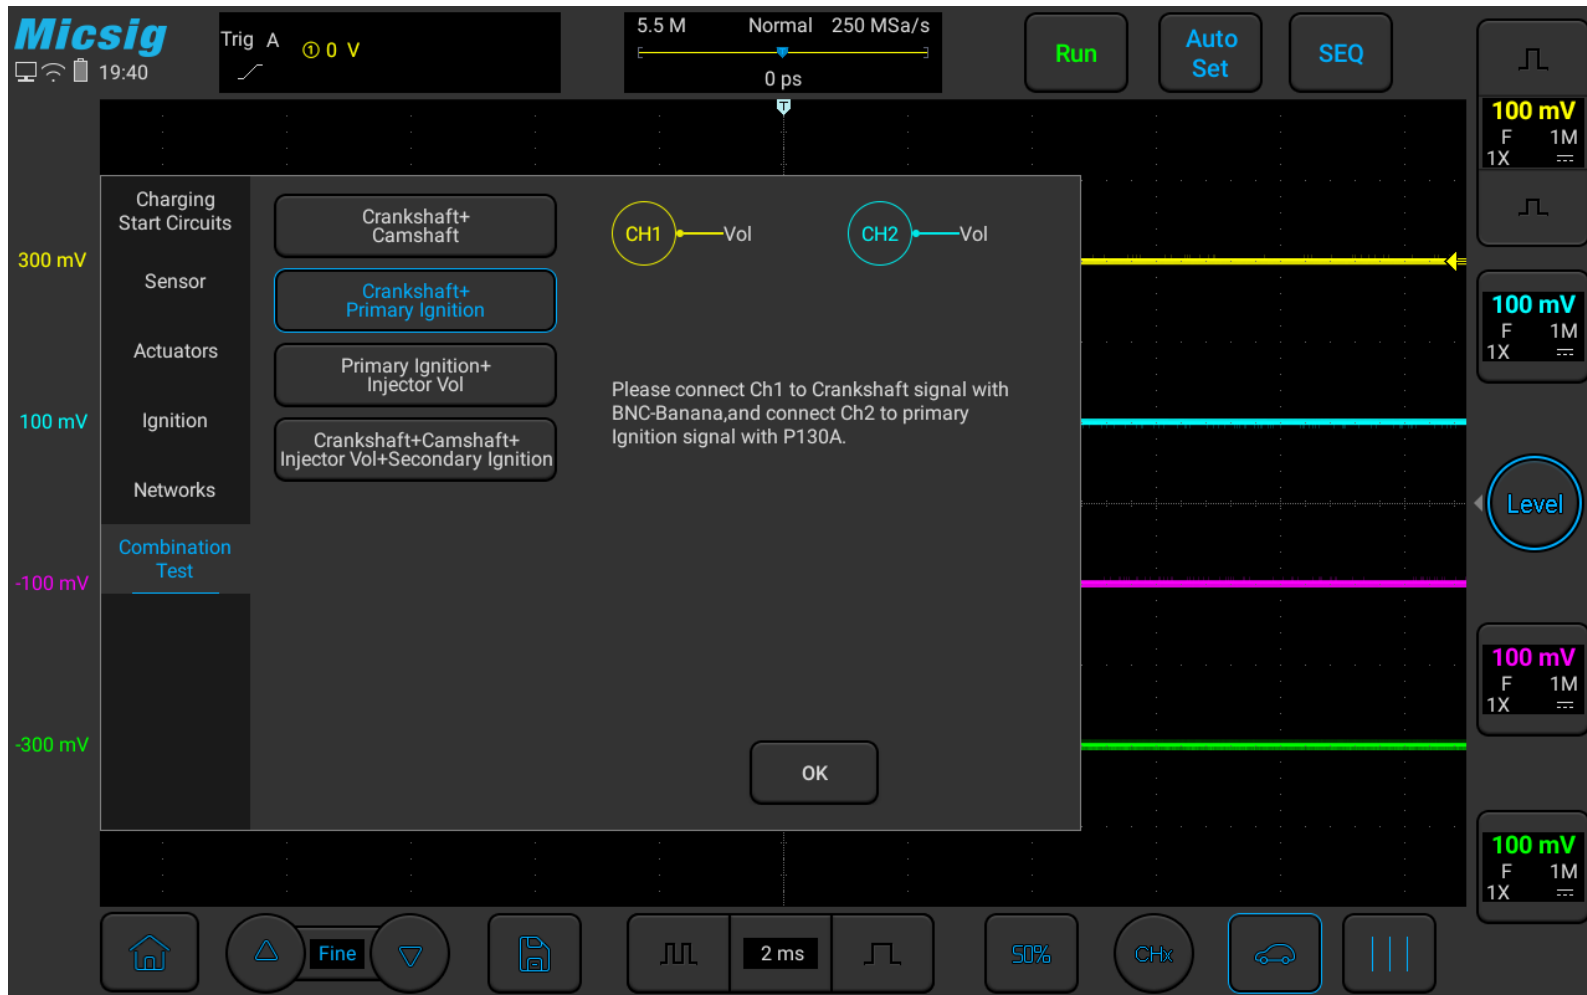 Micsig
19:40
Trig A
① 0 V
5.5 M Normal 250 MSa/s
0 ps
Run
Auto
Set
SEQ
T
100 mV
F 1M
1X
Charging
Start Circuits
Sensor
Actuators
Ignition
Networks
Combination
Test
Crankshaft+
Camshaft
Crankshaft+
Primary Ignition
Primary Ignition+
Injector Vol
Crankshaft+Camshaft+
Injector Vol+Secondary Ignition
CH1 Vol
CH2 Vol
Please connect Ch1 to Crankshaft signal with
BNC-Banana,and connect Ch2 to primary
Ignition signal with P130A.
OK
300 mV
100 mV
-100 mV
-300 mV
100 mV
F 1M
1X
Level
100 mV
F 1M
1X
100 mV
F 1M
1X
Fine
2 ms
50%
CHx